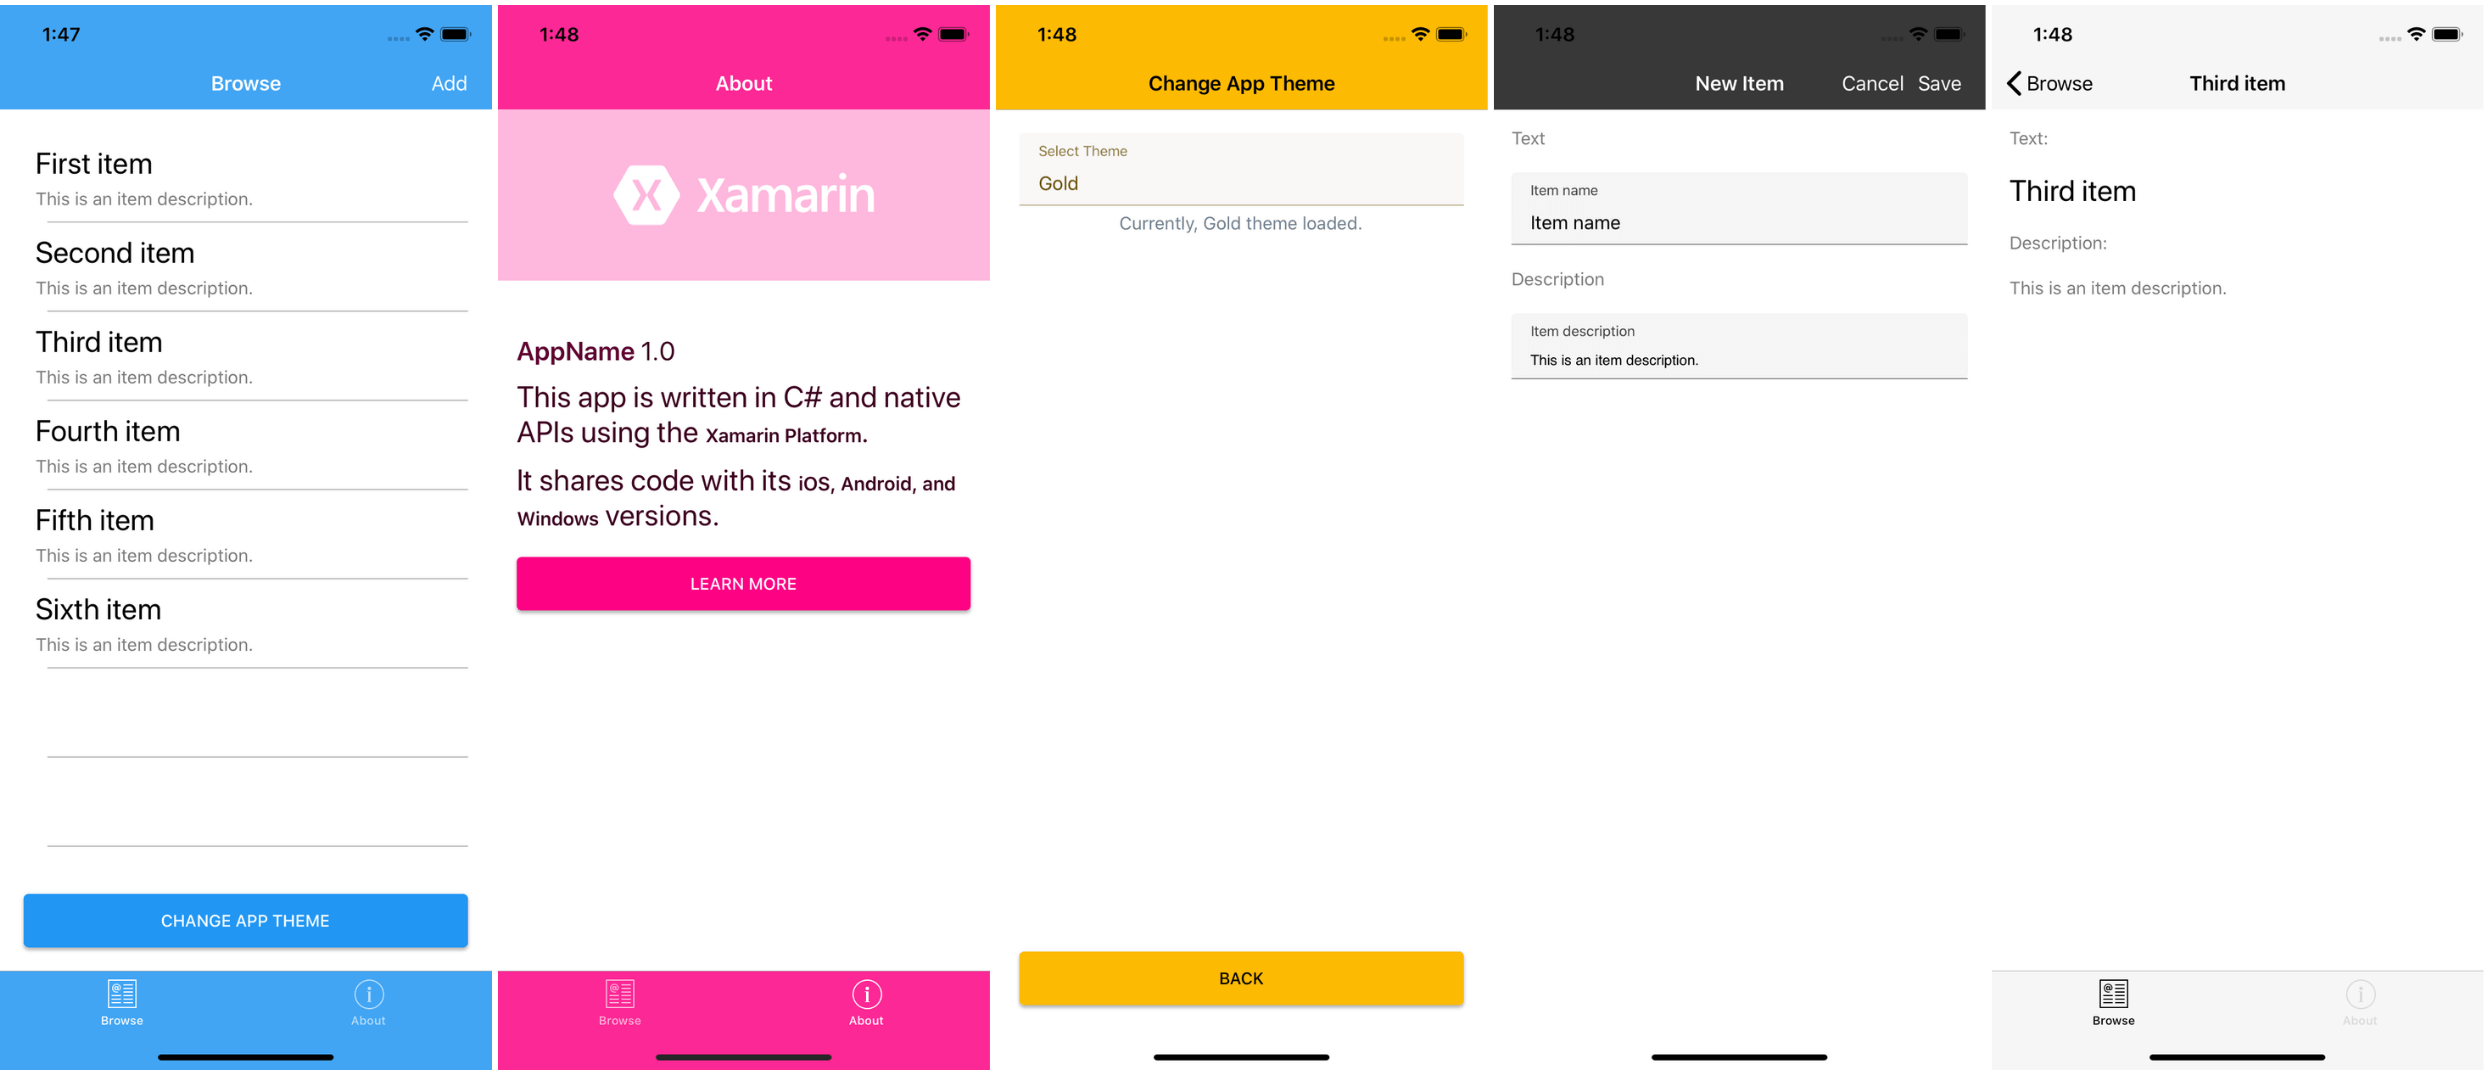 1:47
Browse
Add
First item
This is an item description.
Second item
This is an item description.
Third item
This is an item description.
Fourth item
This is an item description.
Fifth item
This is an item description.
Sixth item
This is an item description.
CHANGE APP THEME
Browse
About
1:48
About
Xamarin
AppName 1.0
This app is written in C# and native
APIs using the Xamarin Platform.
It shares code with its iOS, Android, and
Windows versions.
LEARN MORE
Browse
About
1:48
Change App Theme
Select Theme
Gold
Currently, Gold theme loaded.
BACK
1:48
New Item
Cancel
Save
Text
Item name
Item name
Description
Item description
This is an item description.
1:48
Browse
Third item
Text:
Third item
Description:
This is an item description.
Browse
About